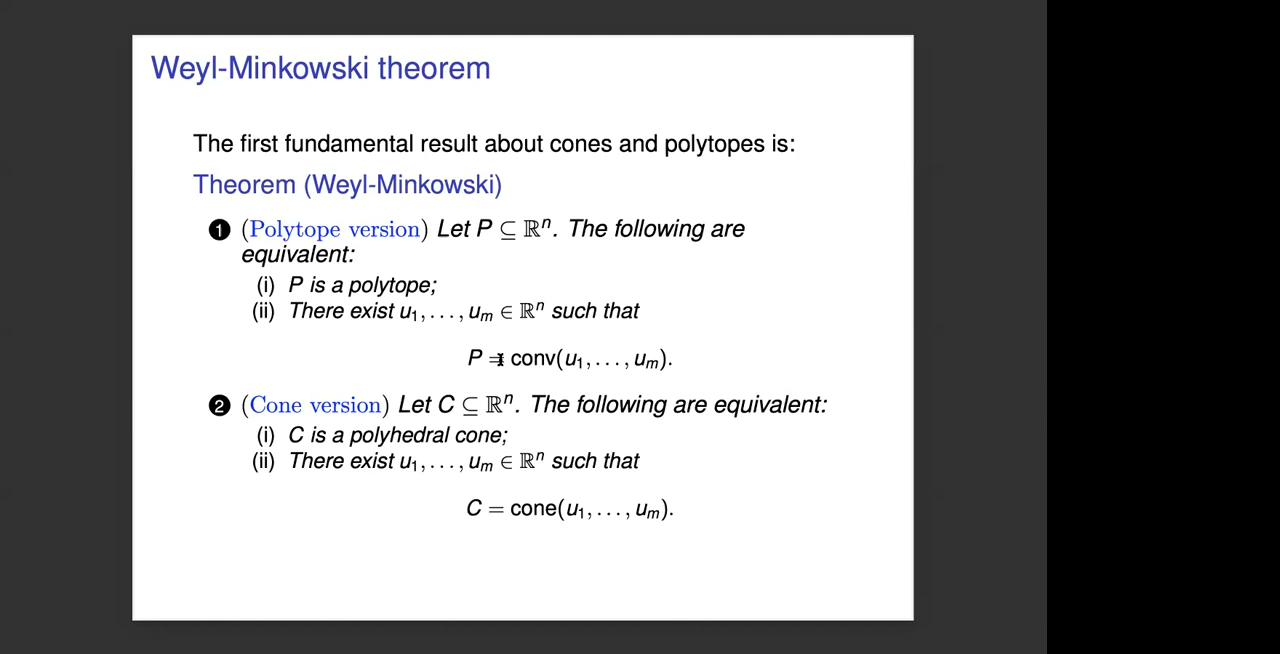 Weyl-Minkowski theorem
The first fundamental result about cones and polytopes is:
Theorem (Weyl-Minkowski)
1 (Polytope version) Let P ⊆ ℝⁿ. The following are
equivalent:
(i) P is a polytope;
(ii) There exist u₁, . . . , uₘ ∈ ℝⁿ such that
P = conv(u₁, . . . , uₘ).
2 (Cone version) Let C ⊆ ℝⁿ. The following are equivalent:
(i) C is a polyhedral cone;
(ii) There exist u₁, . . . , uₘ ∈ ℝⁿ such that
C = cone(u₁, . . . , uₘ).